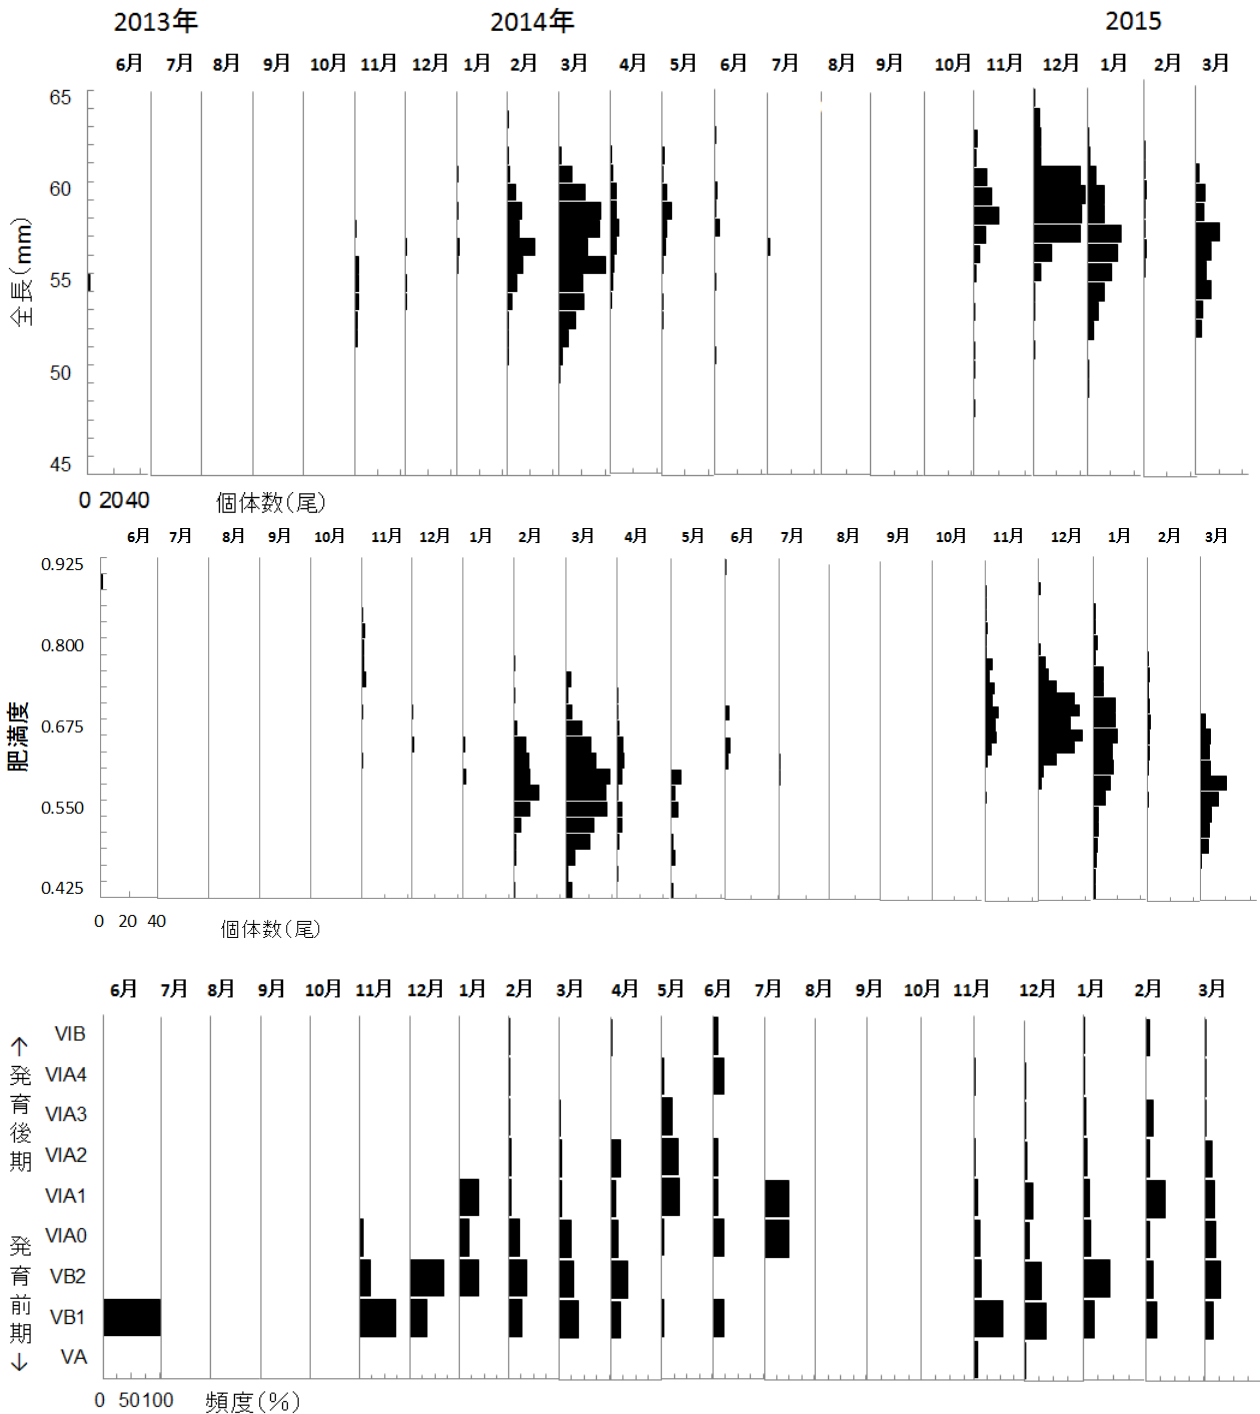 2013年 2014年 2015
6月 7月 8月 9月 10月 11月 12月 1月 2月 3月 4月 5月 6月 7月 8月 9月 10月 11月 12月 1月 2月 3月
65
60
55
50
45
全長(mm)
0 20 40 個体数(尾)
6月 7月 8月 9月 10月 11月 12月 1月 2月 3月 4月 5月 6月 7月 8月 9月 10月 11月 12月 1月 2月 3月
0.925
0.800
0.675
0.550
0.425
肥満度
0 20 40 個体数(尾)
6月 7月 8月 9月 10月 11月 12月 1月 2月 3月 4月 5月 6月 7月 8月 9月 10月 11月 12月 1月 2月 3月
VIB
VIA4
VIA3
VIA2
VIA1
VIA0
VB2
VB1
VA
↑発育後期
発育前期↓
0 50 100 頻度(%)